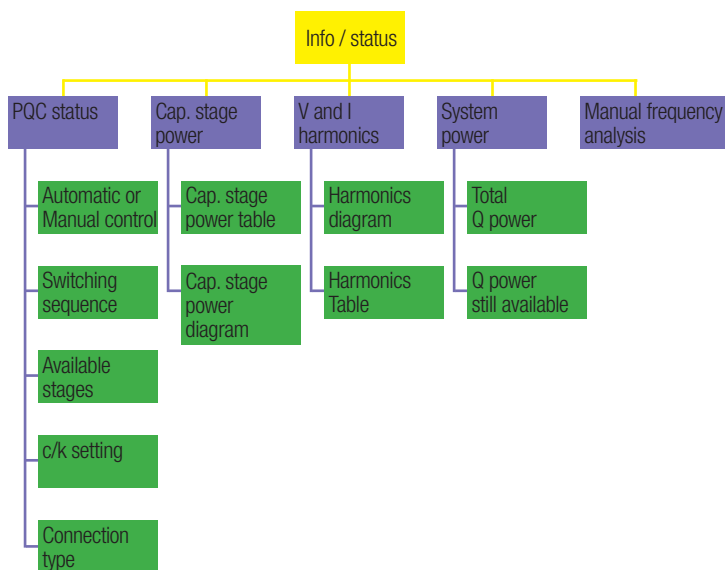 Info / status
PQC status
Cap. stage
power
V and I
harmonics
System
power
Manual frequency
analysis
Automatic or
Manual control
Switching
sequence
Available
stages
c/k setting
Connection
type
Cap. stage
power table
Cap. stage
power
diagram
Harmonics
diagram
Harmonics
Table
Total
Q power
Q power
still available